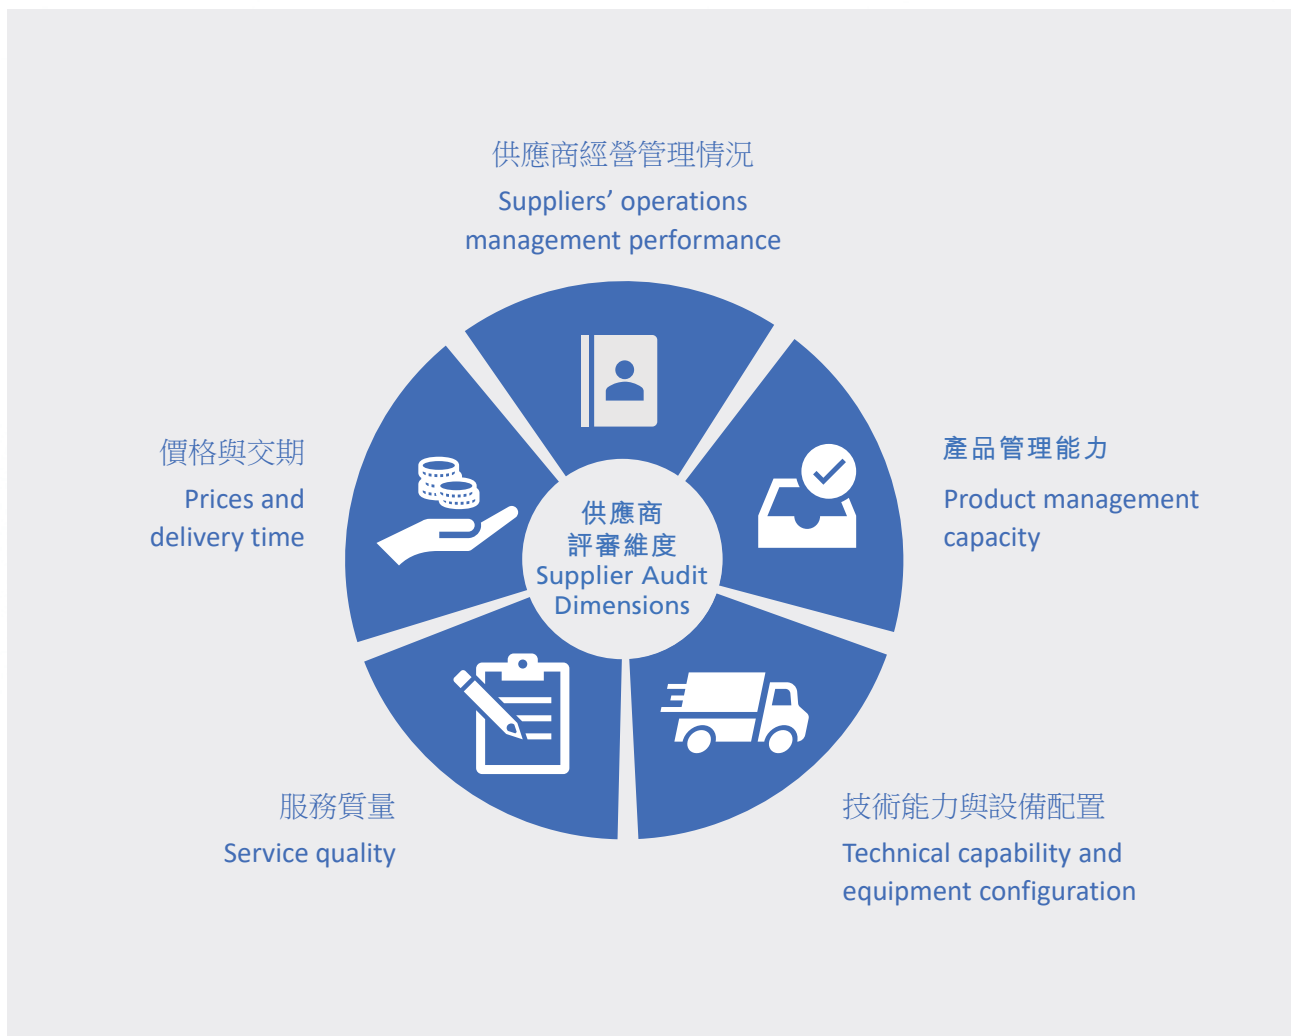 供應商經營管理情況
Suppliers’ operations
management performance
價格與交期
Prices and
delivery time
產品管理能力
Product management
capacity
供應商
評審維度
Supplier Audit
Dimensions
服務質量
Service quality
技術能力與設備配置
Technical capability and
equipment configuration